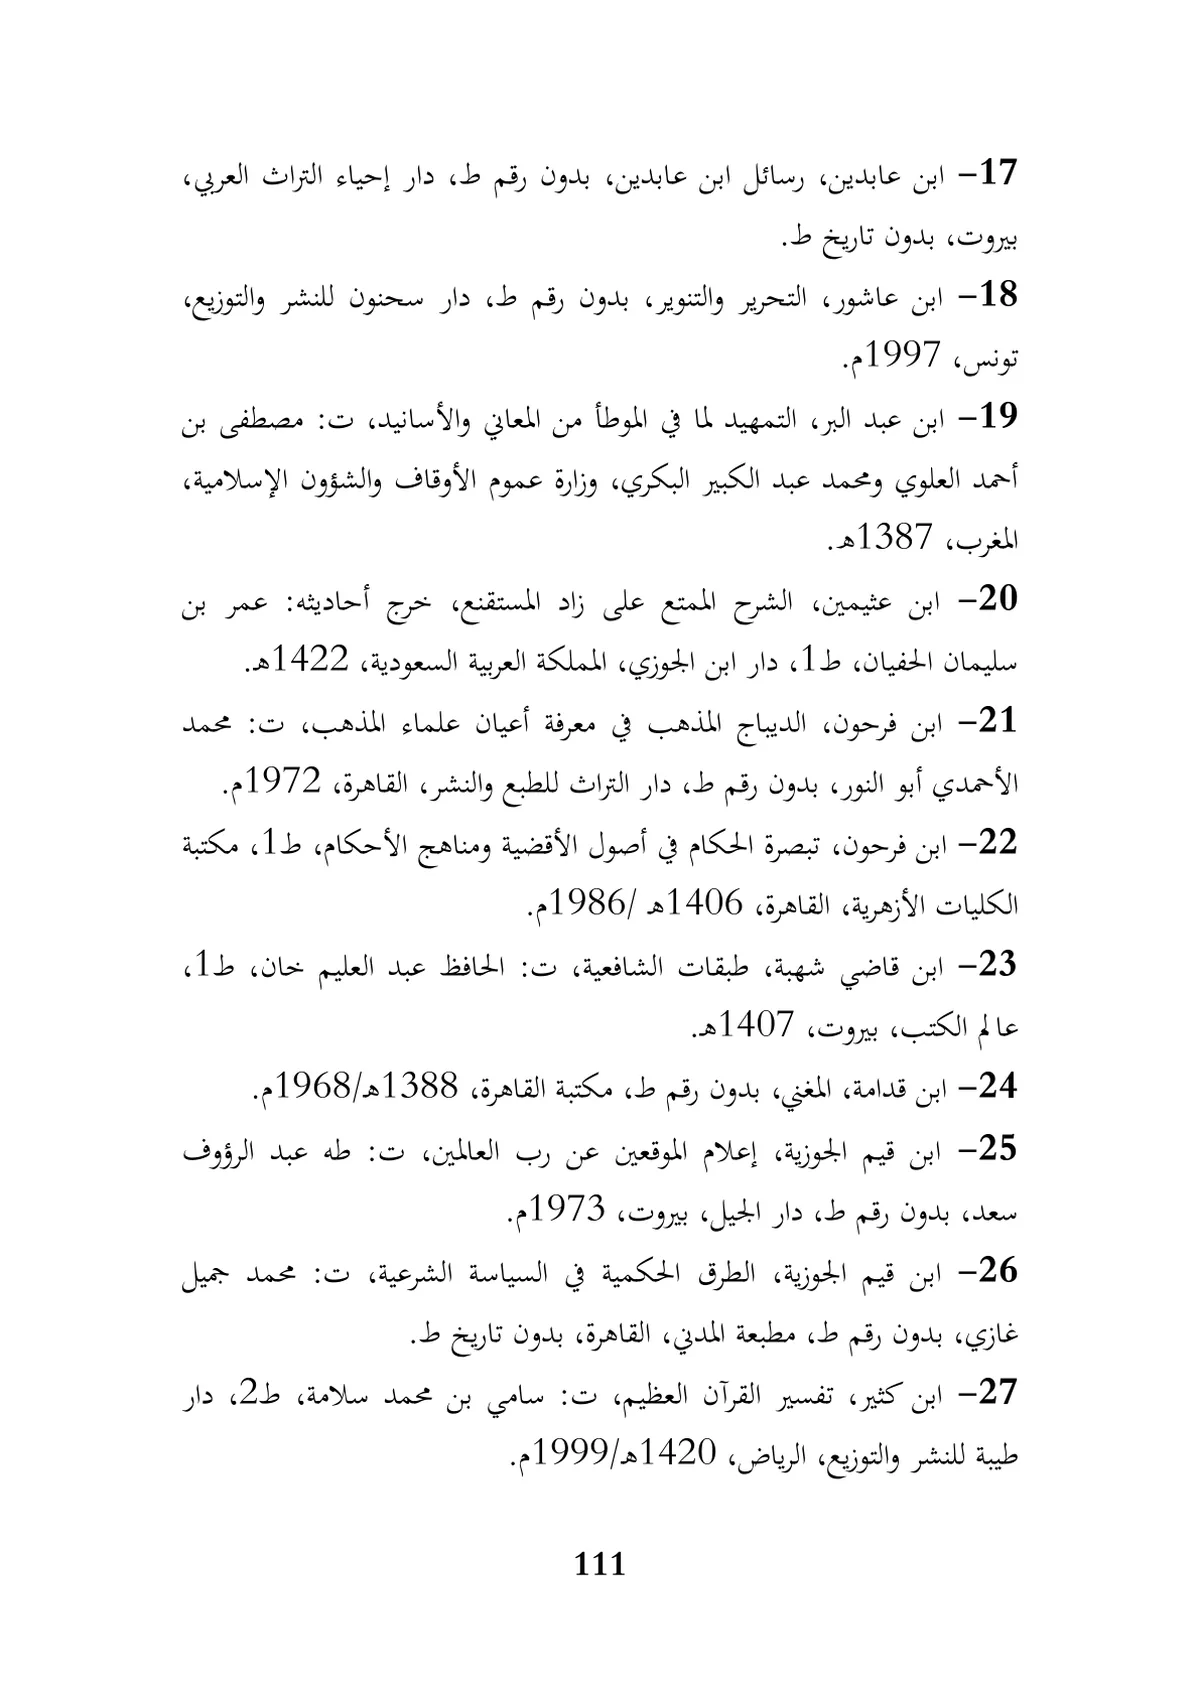 17- ابن عابدين، رسائل ابن عابدين، بدون رقم ط، دار إحياء التراث العربي،
بيروت، بدون تاريخ ط.
18- ابن عاشور، التحرير والتنوير، بدون رقم ط، دار سحنون للنشر والتوزيع،
تونس، 1997م.
19- ابن عبد البر، التمهيد لما في الموطأ من المعاني والأسانيد، ت: مصطفى بن
أحمد العلوي ومحمد عبد الكبير البكري، وزارة عموم الأوقاف والشؤون الإسلامية،
المغرب، 1387هـ.
20- ابن عثيمين، الشرح الممتع على زاد المستقنع، خرج أحاديثه: عمر بن
سليمان الحفيان، ط1، دار ابن الجوزي، المملكة العربية السعودية، 1422هـ.
21- ابن فرحون، الديباج المذهب في معرفة أعيان علماء المذهب، ت: محمد
الأحمدي أبو النور، بدون رقم ط، دار التراث للطبع والنشر، القاهرة، 1972م.
22- ابن فرحون، تبصرة الحكام في أصول الأقضية ومناهج الأحكام، ط1، مكتبة
الكليات الأزهرية، القاهرة، 1406هـ /1986م.
23- ابن قاضي شهبة، طبقات الشافعية، ت: الحافظ عبد العليم خان، ط1،
عالم الكتب، بيروت، 1407هـ.
24- ابن قدامة، المغني، بدون رقم ط، مكتبة القاهرة، 1388هـ/1968م.
25- ابن قيم الجوزية، إعلام الموقعين عن رب العالمين، ت: طه عبد الرؤوف
سعد، بدون رقم ط، دار الجيل، بيروت، 1973م.
26- ابن قيم الجوزية، الطرق الحكمية في السياسة الشرعية، ت: محمد جميل
غازي، بدون رقم ط، مطبعة المدني، القاهرة، بدون تاريخ ط.
27- ابن كثير، تفسير القرآن العظيم، ت: سامي بن محمد سلامة، ط2، دار
طيبة للنشر والتوزيع، الرياض، 1420هـ/1999م.
111